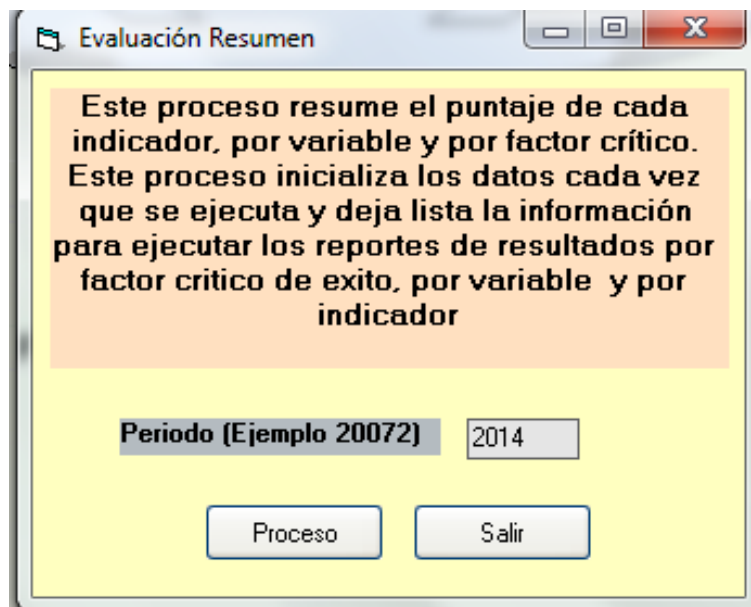 Evaluación Resumen
Este proceso resume el puntaje de cada
indicador, por variable y por factor crítico.
Este proceso inicializa los datos cada vez
que se ejecuta y deja lista la información
para ejecutar los reportes de resultados por
factor critico de exito, por variable y por
indicador
Periodo (Ejemplo 20072) 2014
Proceso Salir